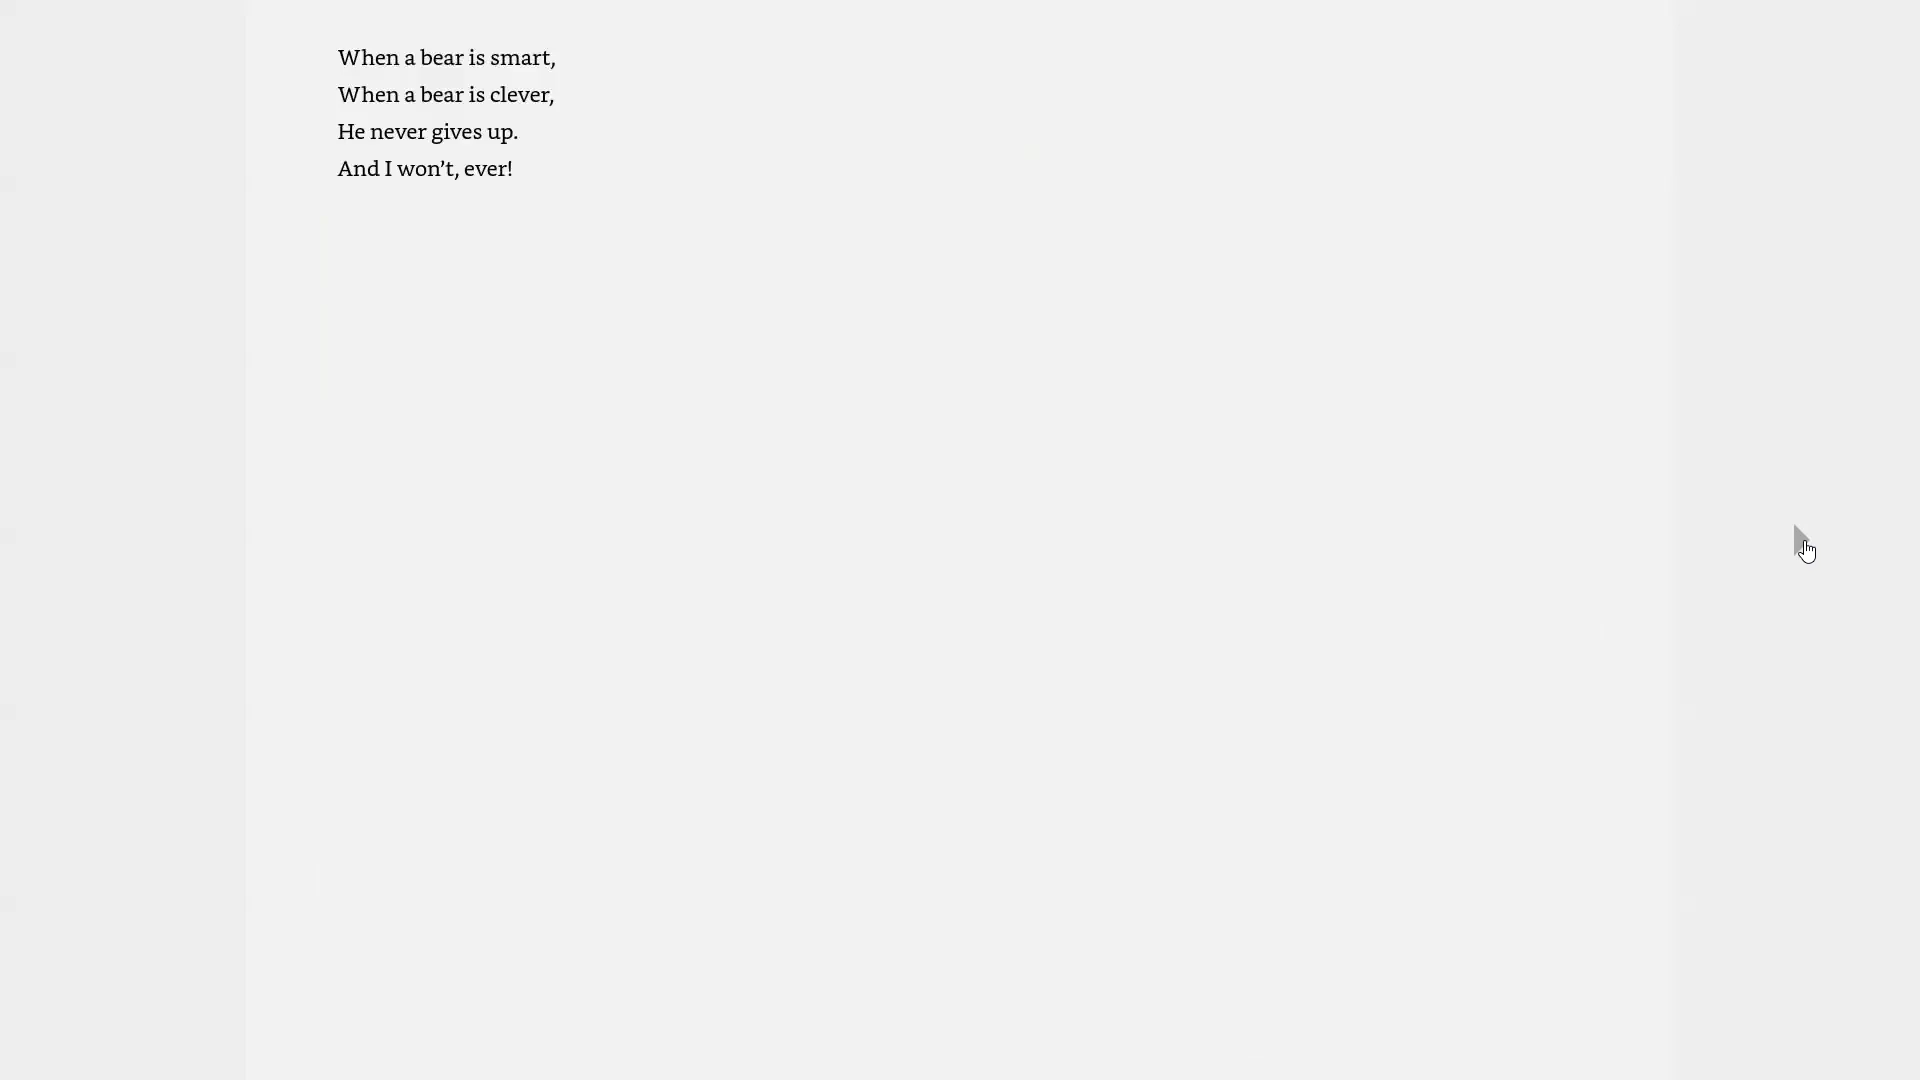 When a bear is smart,
When a bear is clever,
He never gives up.
And I won’t, ever!